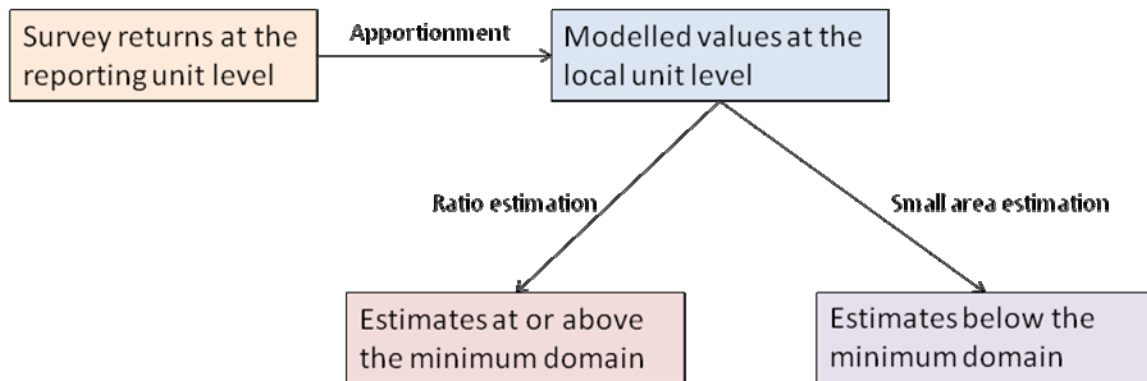 Survey returns at the
reporting unit level
Apportionment
Modelled values at the
local unit level
Ratio estimation
Small area estimation
Estimates at or above
the minimum domain
Estimates below the
minimum domain